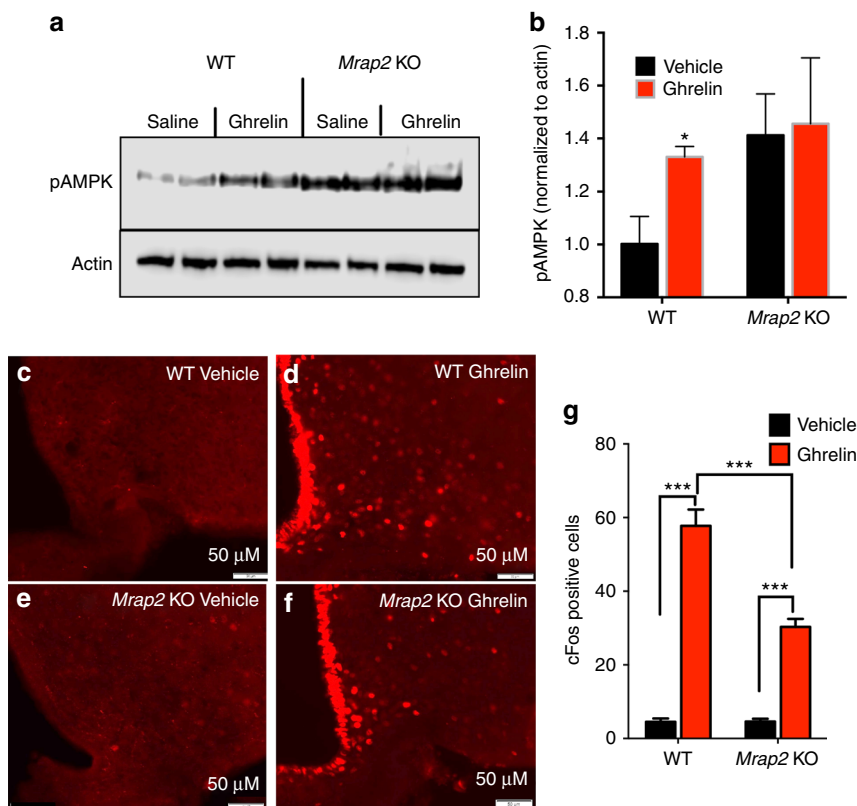 a
WT
Mrap2 KO
Saline
Ghrelin
Saline
Ghrelin
pAMPK
Actin
b
Vehicle
Ghrelin
pAMPK (normalized to actin)
1.8
1.6
1.4
1.2
1.0
0.8
*
WT
Mrap2 KO
c
WT Vehicle
50 μM
d
WT Ghrelin
50 μM
e
Mrap2 KO Vehicle
50 μM
f
Mrap2 KO Ghrelin
50 μM
g
Vehicle
Ghrelin
cFos positive cells
80
60
40
20
0
***
***
***
WT
Mrap2 KO